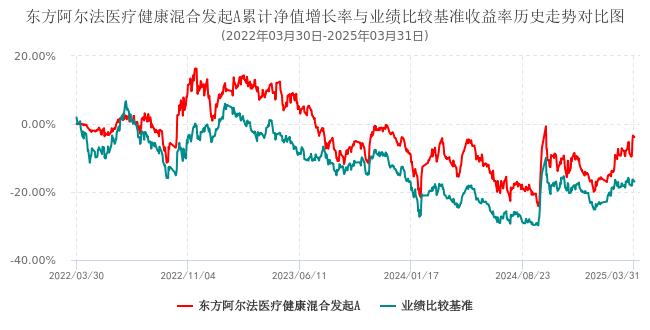 东方阿尔法医疗健康混合发起A累计净值增长率与业绩比较基准收益率历史走势对比图
(2022年03月30日-2025年03月31日)
20.00%
0.00%
-20.00%
-40.00%
2022/03/30 2022/11/04 2023/06/11 2024/01/17 2024/08/23 2025/03/31
东方阿尔法医疗健康混合发起A 业绩比较基准